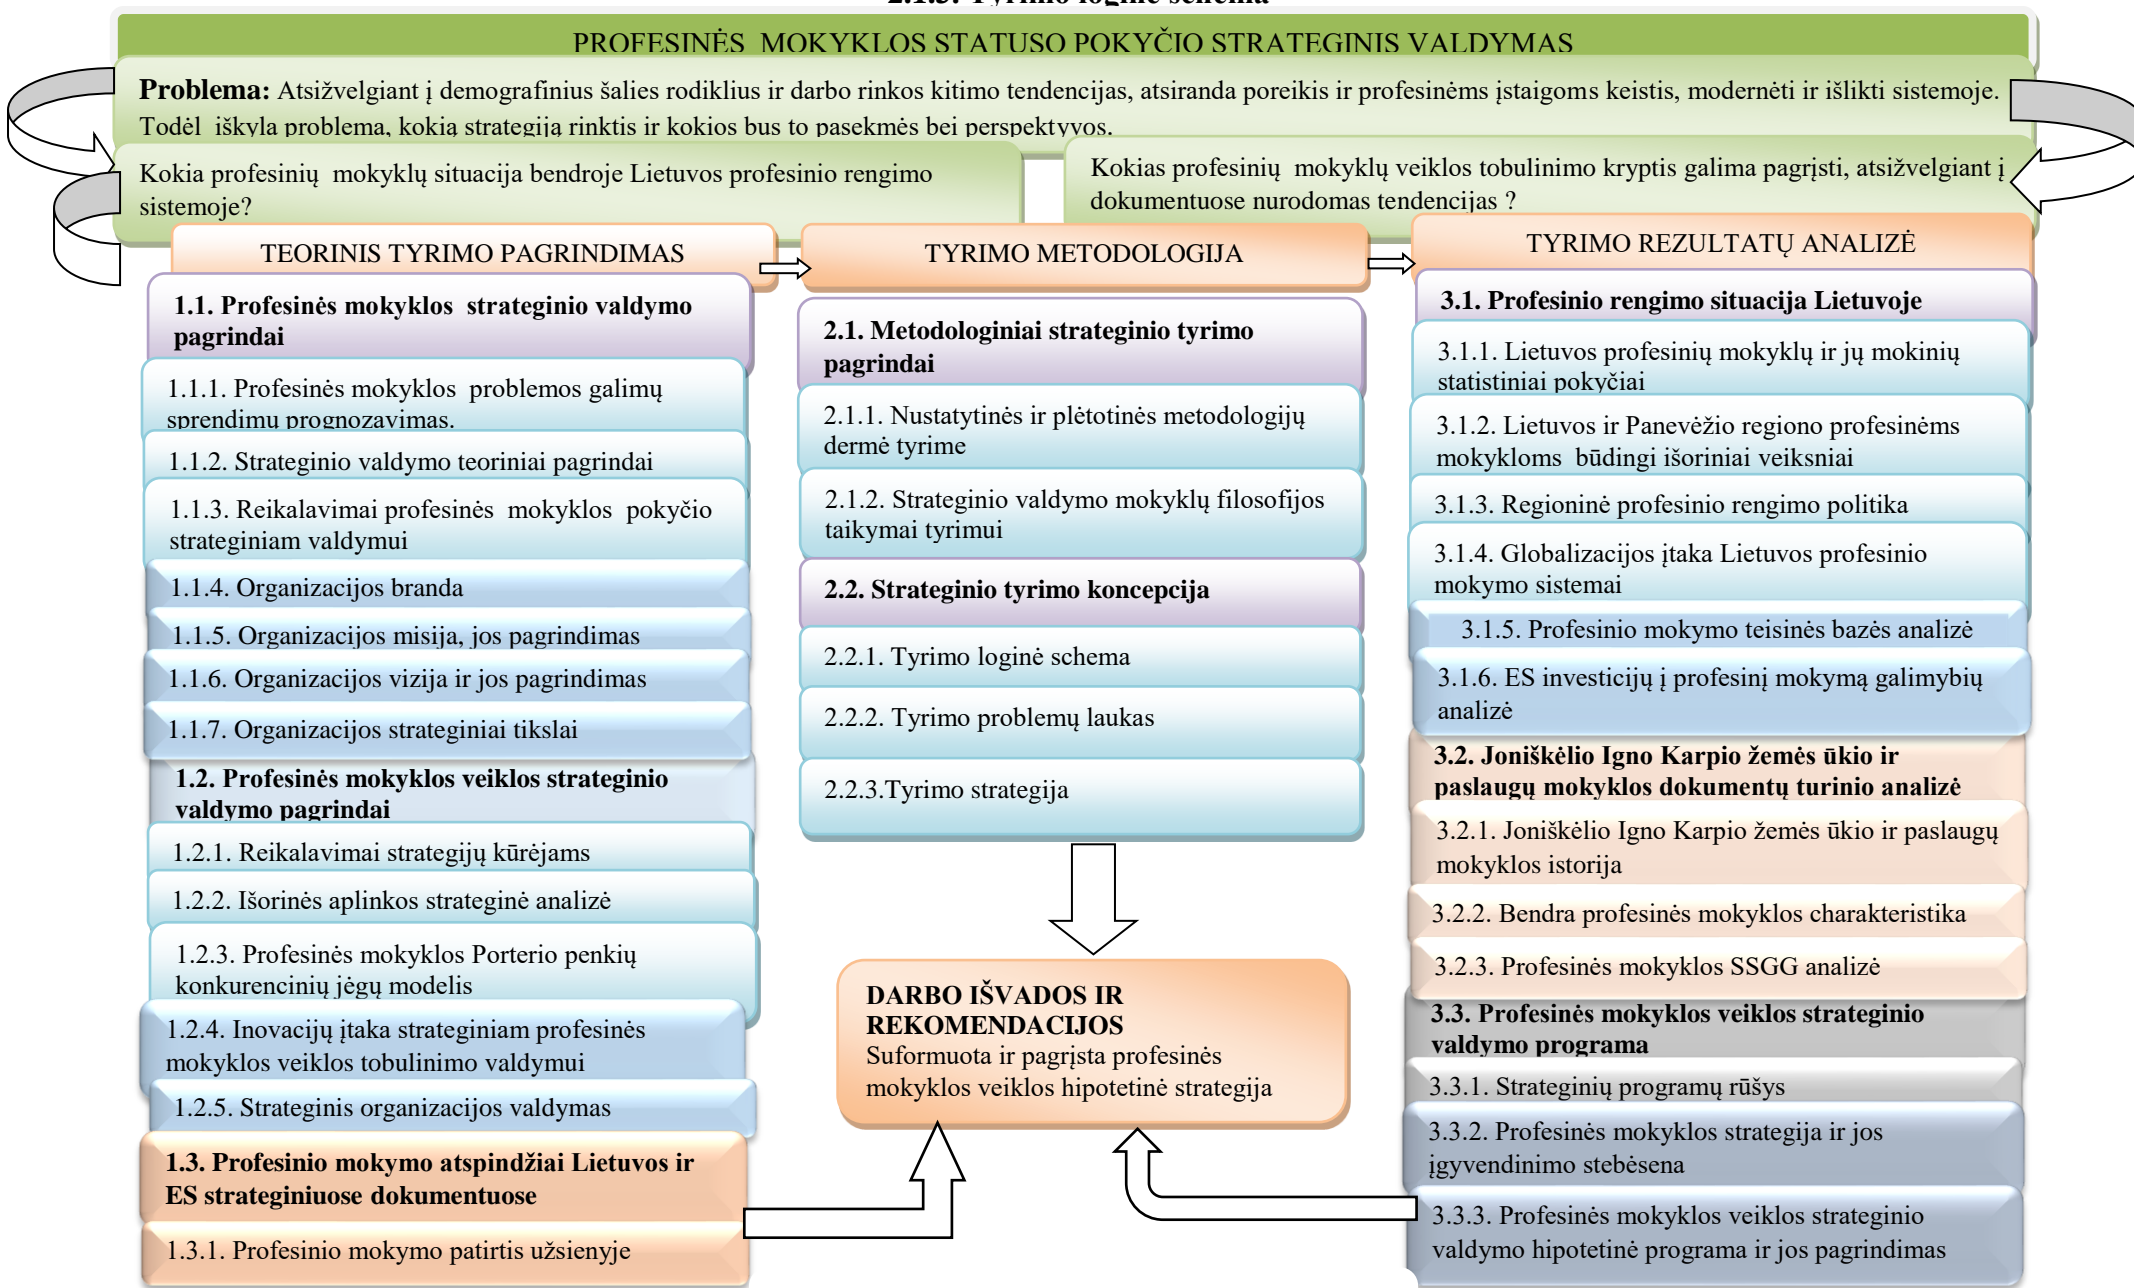 2.1.3. Tyrimo loginė schema
PROFESINĖS MOKYKLOS STATUSO POKYČIO STRATEGINIS VALDYMAS
Problema: Atsižvelgiant į demografinius šalies rodiklius ir darbo rinkos kitimo tendencijas, atsiranda poreikis ir profesinėms įstaigoms keistis, modernėti ir išlikti sistemoje.
Todėl iškyla problema, kokią strategiją rinktis ir kokios bus to pasekmės bei perspektyvos.
Kokia profesinių mokyklų situacija bendroje Lietuvos profesinio rengimo
sistemoje?
Kokias profesinių mokyklų veiklos tobulinimo kryptis galima pagrįsti, atsižvelgiant į
dokumentuose nurodomas tendencijas ?
TEORINIS TYRIMO PAGRINDIMAS
1.1. Profesinės mokyklos strateginio valdymo
pagrindai
1.1.1. Profesinės mokyklos problemos galimų
sprendimų prognozavimas.
1.1.2. Strateginio valdymo teoriniai pagrindai
1.1.3. Reikalavimai profesinės mokyklos pokyčio
strateginiam valdymui
1.1.4. Organizacijos branda
1.1.5. Organizacijos misija, jos pagrindimas
1.1.6. Organizacijos vizija ir jos pagrindimas
1.1.7. Organizacijos strateginiai tikslai
1.2. Profesinės mokyklos veiklos strateginio
valdymo pagrindai
1.2.1. Reikalavimai strategijų kūrėjams
1.2.2. Išorinės aplinkos strateginė analizė
1.2.3. Profesinės mokyklos Porterio penkių
konkurencinių jėgų modelis
1.2.4. Inovacijų įtaka strateginiam profesinės
mokyklos veiklos tobulinimo valdymui
1.2.5. Strateginis organizacijos valdymas
1.3. Profesinio mokymo atspindžiai Lietuvos ir
ES strateginiuose dokumentuose
1.3.1. Profesinio mokymo patirtis užsienyje
TYRIMO METODOLOGIJA
2.1. Metodologiniai strateginio tyrimo
pagrindai
2.1.1. Nustatytinės ir plėtotinės metodologijų
dermė tyrime
2.1.2. Strateginio valdymo mokyklų filosofijos
taikymai tyrimui
2.2. Strateginio tyrimo koncepcija
2.2.1. Tyrimo loginė schema
2.2.2. Tyrimo problemų laukas
2.2.3.Tyrimo strategija
DARBO IŠVADOS IR
REKOMENDACIJOS
Suformuota ir pagrįsta profesinės
mokyklos veiklos hipotetinė strategija
TYRIMO REZULTATŲ ANALIZĖ
3.1. Profesinio rengimo situacija Lietuvoje
3.1.1. Lietuvos profesinių mokyklų ir jų mokinių
statistiniai pokyčiai
3.1.2. Lietuvos ir Panevėžio regiono profesinėms
mokykloms būdingi išoriniai veiksniai
3.1.3. Regioninė profesinio rengimo politika
3.1.4. Globalizacijos įtaka Lietuvos profesinio
mokymo sistemai
3.1.5. Profesinio mokymo teisinės bazės analizė
3.1.6. ES investicijų į profesinį mokymą galimybių
analizė
3.2. Joniškėlio Igno Karpio žemės ūkio ir
paslaugų mokyklos dokumentų turinio analizė
3.2.1. Joniškėlio Igno Karpio žemės ūkio ir paslaugų
mokyklos istorija
3.2.2. Bendra profesinės mokyklos charakteristika
3.2.3. Profesinės mokyklos SSGG analizė
3.3. Profesinės mokyklos veiklos strateginio
valdymo programa
3.3.1. Strateginių programų rūšys
3.3.2. Profesinės mokyklos strategija ir jos
įgyvendinimo stebėsena
3.3.3. Profesinės mokyklos veiklos strateginio
valdymo hipotetinė programa ir jos pagrindimas